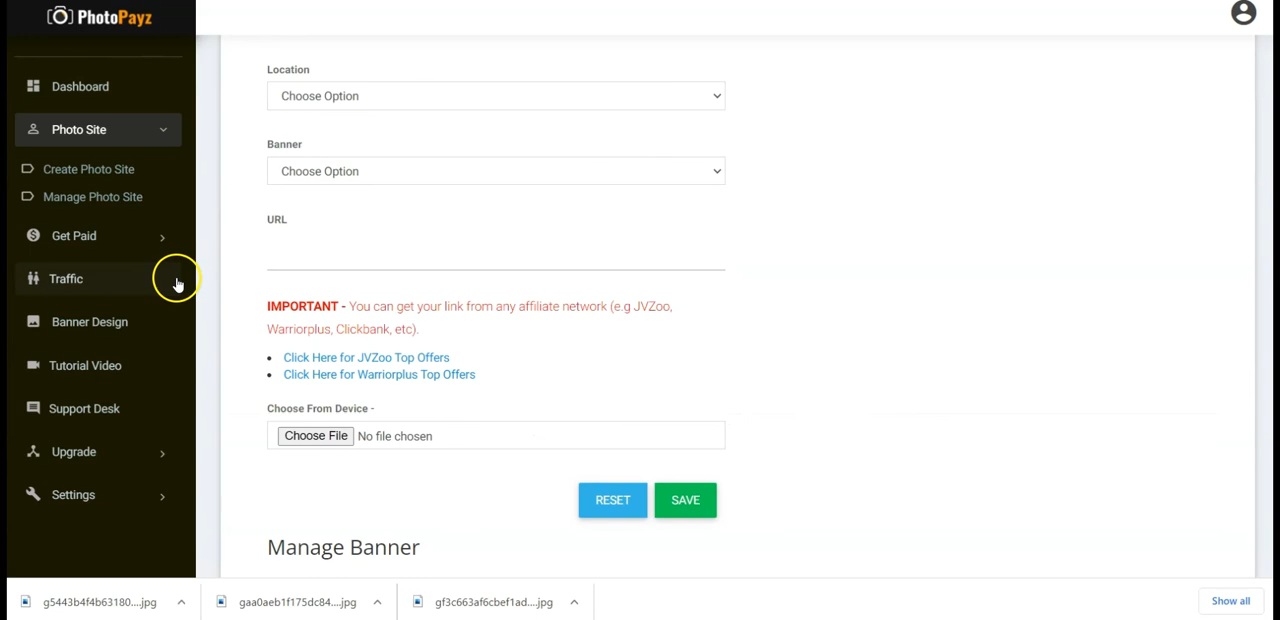 PhotoPayz
Dashboard
Photo Site
Create Photo Site
Manage Photo Site
Get Paid
Traffic
Banner Design
Tutorial Video
Support Desk
Upgrade
Settings
Location
Choose Option
Banner
Choose Option
URL
IMPORTANT - You can get your link from any affiliate network (e.g JVZoo,
Warriorplus, Clickbank, etc).
Click Here for JVZoo Top Offers
Click Here for Warriorplus Top Offers
Choose From Device -
Choose File No file chosen
RESET SAVE
Manage Banner
g5443b4f4b63180....jpg gaa0aeb1f175dc84....jpg gf3c663af6cbef1ad....jpg Show all